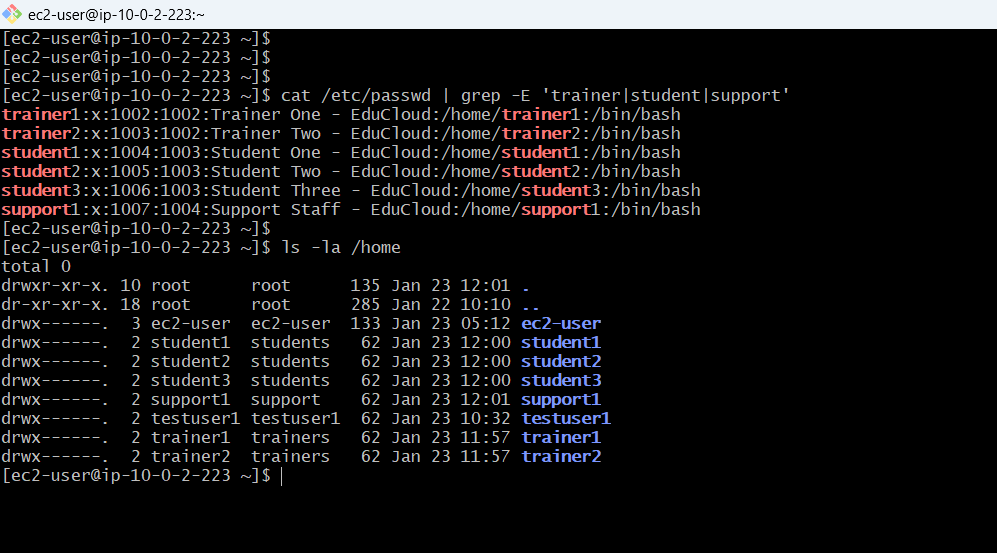 ec2-user@ip-10-0-2-223:~
[ec2-user@ip-10-0-2-223 ~]$
[ec2-user@ip-10-0-2-223 ~]$
[ec2-user@ip-10-0-2-223 ~]$
[ec2-user@ip-10-0-2-223 ~]$ cat /etc/passwd | grep -E 'trainer|student|support'
trainer1:x:1002:1002:Trainer One - EduCloud:/home/trainer1:/bin/bash
trainer2:x:1003:1002:Trainer Two - EduCloud:/home/trainer2:/bin/bash
student1:x:1004:1003:Student One - EduCloud:/home/student1:/bin/bash
student2:x:1005:1003:Student Two - EduCloud:/home/student2:/bin/bash
student3:x:1006:1003:Student Three - EduCloud:/home/student3:/bin/bash
support1:x:1007:1004:Support Staff - EduCloud:/home/support1:/bin/bash
[ec2-user@ip-10-0-2-223 ~]$
[ec2-user@ip-10-0-2-223 ~]$ ls -la /home
total 0
drwxr-xr-x. 10 root      root      135 Jan 23 12:01 .
dr-xr-xr-x. 18 root      root      285 Jan 22 10:10 ..
drwx------.  3 ec2-user  ec2-user  133 Jan 23 05:12 ec2-user
drwx------.  2 student1  students   62 Jan 23 12:00 student1
drwx------.  2 student2  students   62 Jan 23 12:00 student2
drwx------.  2 student3  students   62 Jan 23 12:00 student3
drwx------.  2 support1  support    62 Jan 23 12:01 support1
drwx------.  2 testuser1 testuser1  62 Jan 23 10:32 testuser1
drwx------.  2 trainer1  trainers   62 Jan 23 11:57 trainer1
drwx------.  2 trainer2  trainers   62 Jan 23 11:57 trainer2
[ec2-user@ip-10-0-2-223 ~]$